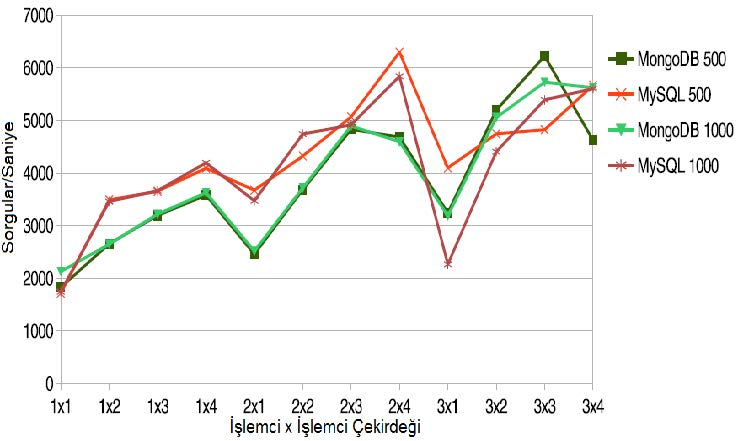 7000
6000
5000
4000
3000
2000
1000
0
Sorgular/Saniye
1x1 1x2 1x3 1x4 2x1 2x2 2x3 2x4 3x1 3x2 3x3 3x4
İşlemci x İşlemci Çekirdeği
MongoDB 500
MySQL 500
MongoDB 1000
MySQL 1000